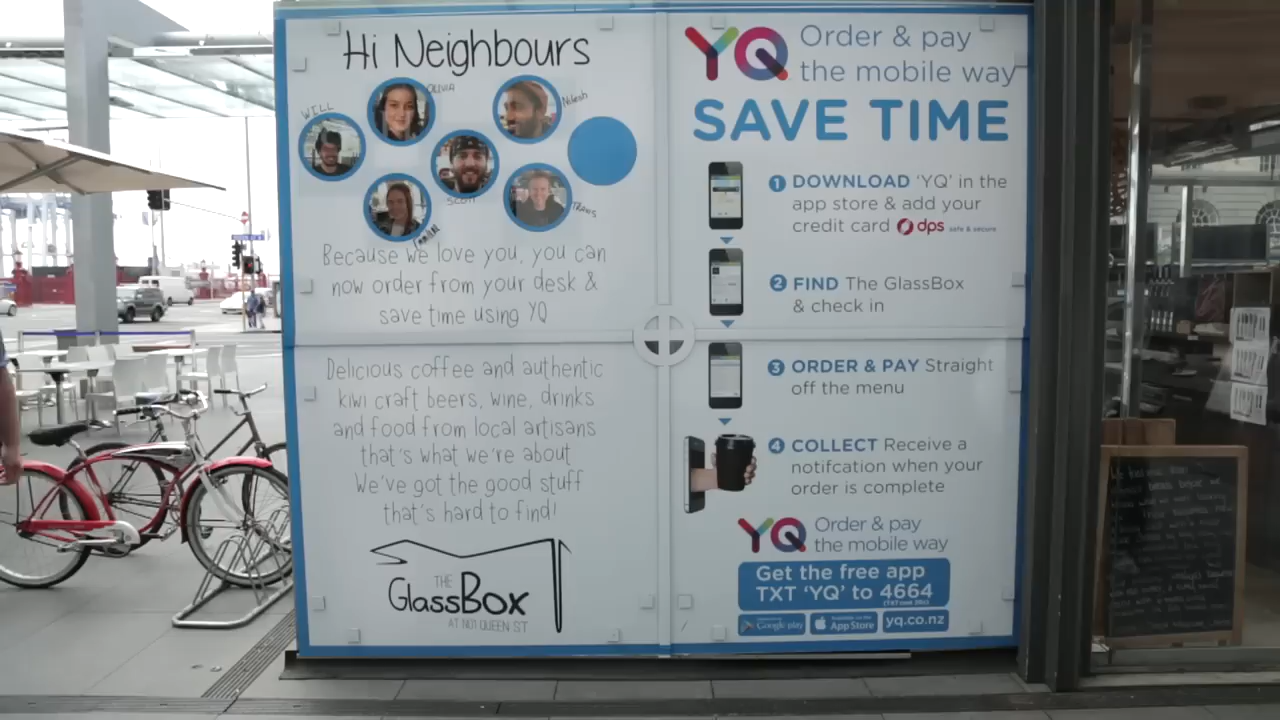 Hi Neighbours
WILL
OLIVIA
Nilesh
SCOTT
TRAVIS
Because we love you, you can
now order from your desk &
save time using YQ
Delicious coffee and authentic
kiwi craft beers, wine, drinks
and food from local artisans
that's what we're about
We've got the good stuff
that's hard to find!
THE
GLassBox
AT NO1 QUEEN ST
YQ Order & pay
the mobile way
SAVE TIME
1 DOWNLOAD 'YQ' in the
app store & add your
credit card dps safe & secure
2 FIND The GlassBox
& check in
3 ORDER & PAY Straight
off the menu
4 COLLECT Receive a
notifcation when your
order is complete
YQ Order & pay
the mobile way
Get the free app
TXT 'YQ' to 4664
Google play
App Store
yq.co.nz